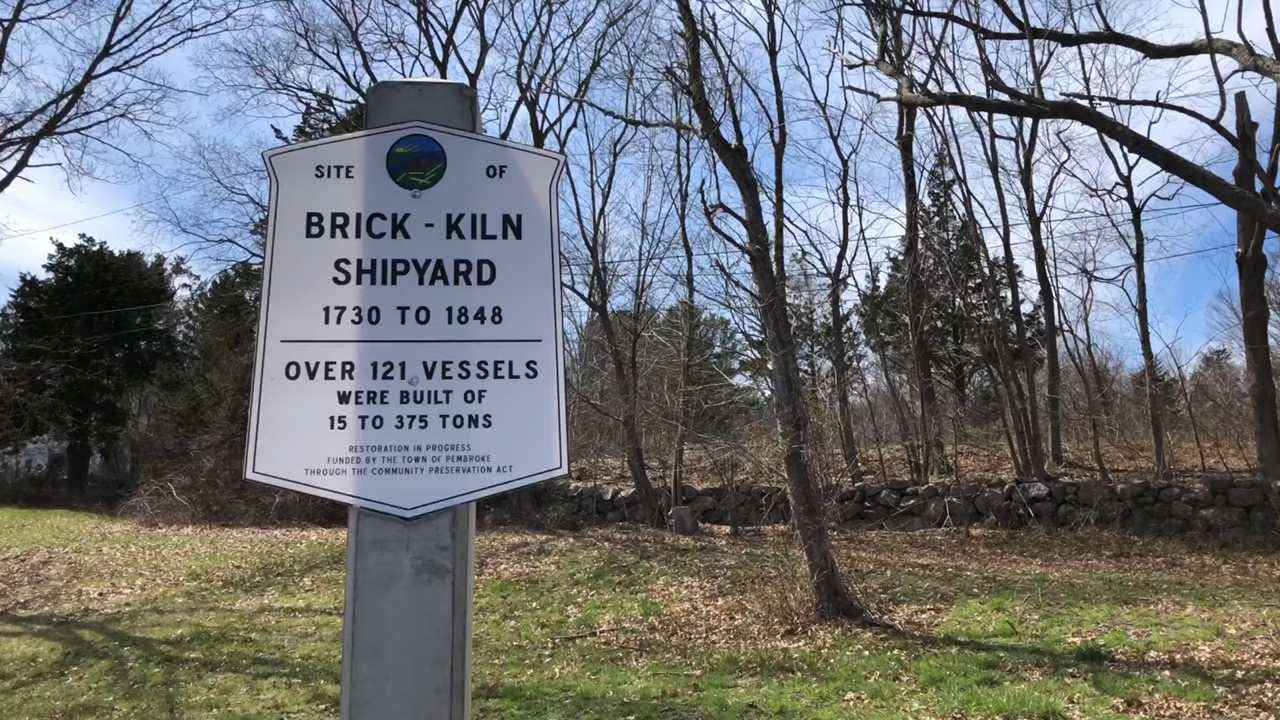 SITE OF
BRICK - KILN
SHIPYARD
1730 TO 1848
OVER 121 VESSELS
WERE BUILT OF
15 TO 375 TONS
RESTORATION IN PROGRESS
FUNDED BY THE TOWN OF PEMBROKE
THROUGH THE COMMUNITY PRESERVATION ACT